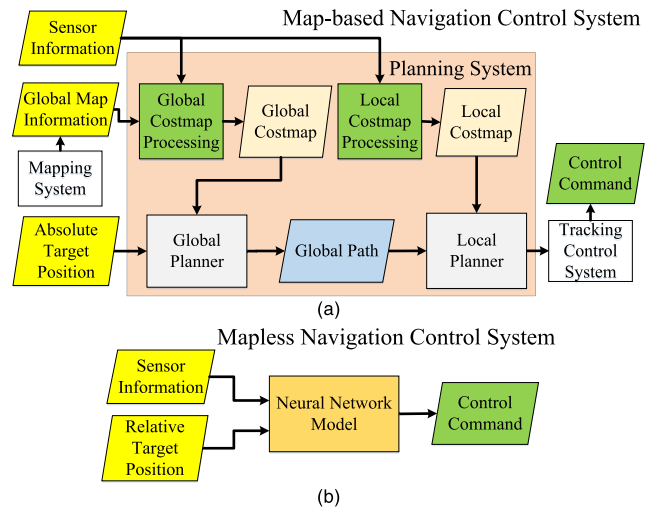 Map-based Navigation Control System
Sensor
Information
Planning System
Global Map
Information
Global
Costmap
Processing
Global
Costmap
Local
Costmap
Processing
Local
Costmap
Mapping
System
Control
Command
Absolute
Target
Position
Global
Planner
Global Path
Local
Planner
Tracking
Control
System
(a)
Mapless Navigation Control System
Sensor
Information
Neural Network
Model
Control
Command
Relative
Target
Position
(b)